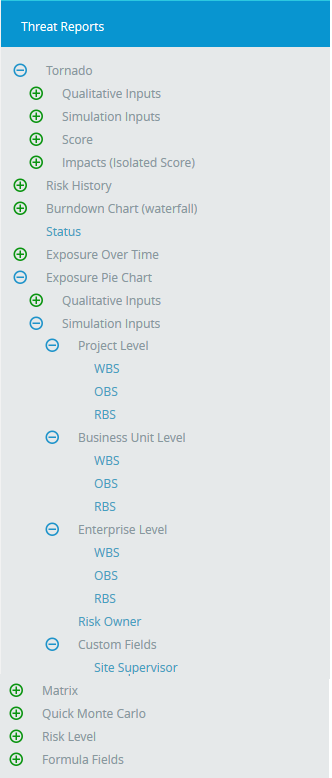 Threat Reports
Tornado
Qualitative Inputs
Simulation Inputs
Score
Impacts (Isolated Score)
Risk History
Burndown Chart (waterfall)
Status
Exposure Over Time
Exposure Pie Chart
Qualitative Inputs
Simulation Inputs
Project Level
WBS
OBS
RBS
Business Unit Level
WBS
OBS
RBS
Enterprise Level
WBS
OBS
RBS
Risk Owner
Custom Fields
Site Supervisor
Matrix
Quick Monte Carlo
Risk Level
Formula Fields